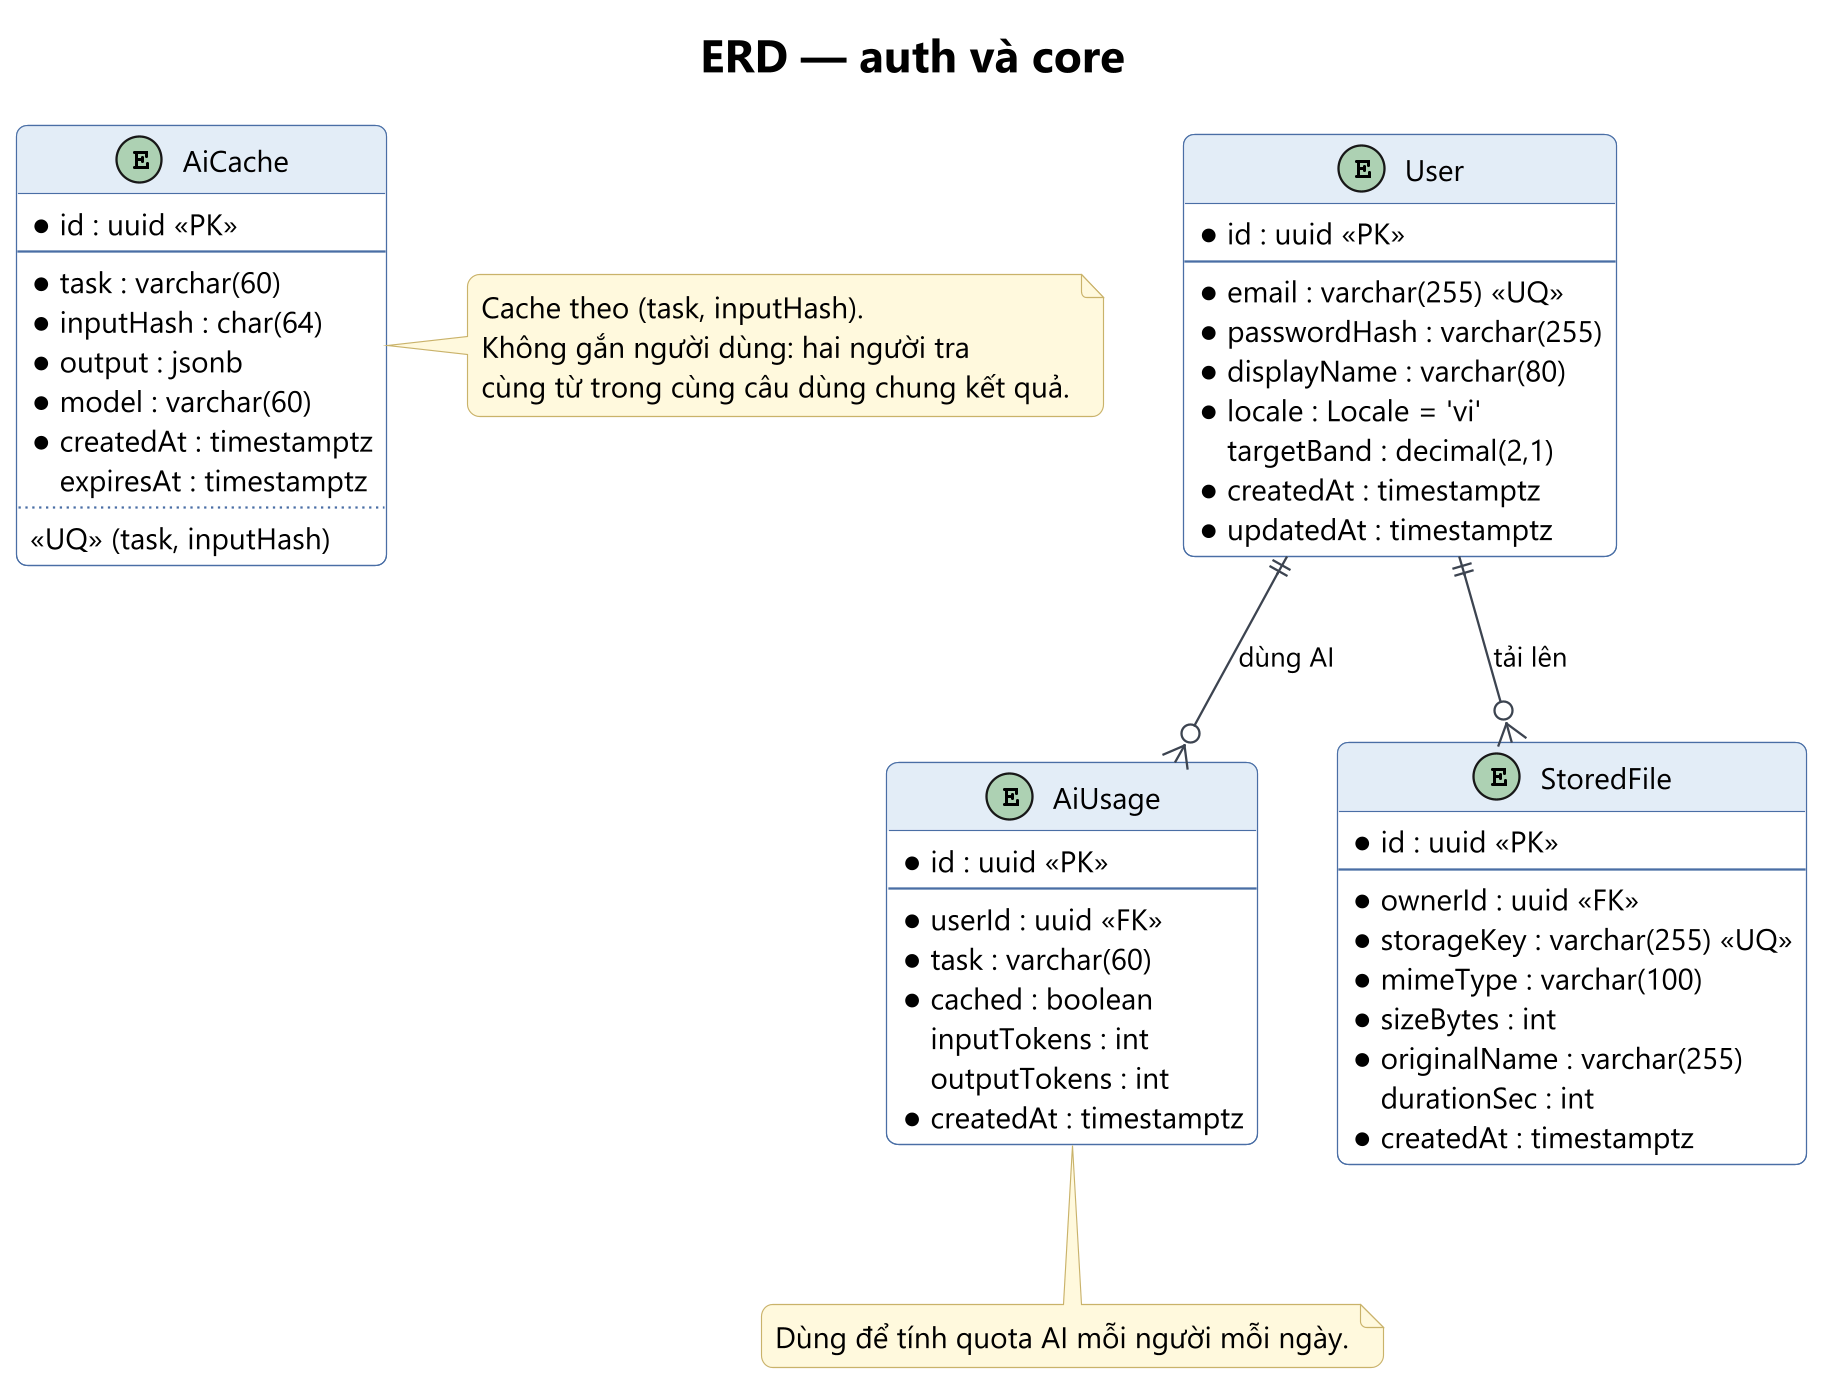 ERD — auth và core
E AiCache
id : uuid «PK»
task : varchar(60)
inputHash : char(64)
output : jsonb
model : varchar(60)
createdAt : timestamptz
expiresAt : timestamptz
«UQ» (task, inputHash)
Cache theo (task, inputHash).
Không gắn người dùng: hai người tra
cùng từ trong cùng câu dùng chung kết quả.
E User
id : uuid «PK»
email : varchar(255) «UQ»
passwordHash : varchar(255)
displayName : varchar(80)
locale : Locale = 'vi'
targetBand : decimal(2,1)
createdAt : timestamptz
updatedAt : timestamptz
dùng AI
tải lên
E AiUsage
id : uuid «PK»
userId : uuid «FK»
task : varchar(60)
cached : boolean
inputTokens : int
outputTokens : int
createdAt : timestamptz
E StoredFile
id : uuid «PK»
ownerId : uuid «FK»
storageKey : varchar(255) «UQ»
mimeType : varchar(100)
sizeBytes : int
originalName : varchar(255)
durationSec : int
createdAt : timestamptz
Dùng để tính quota AI mỗi người mỗi ngày.